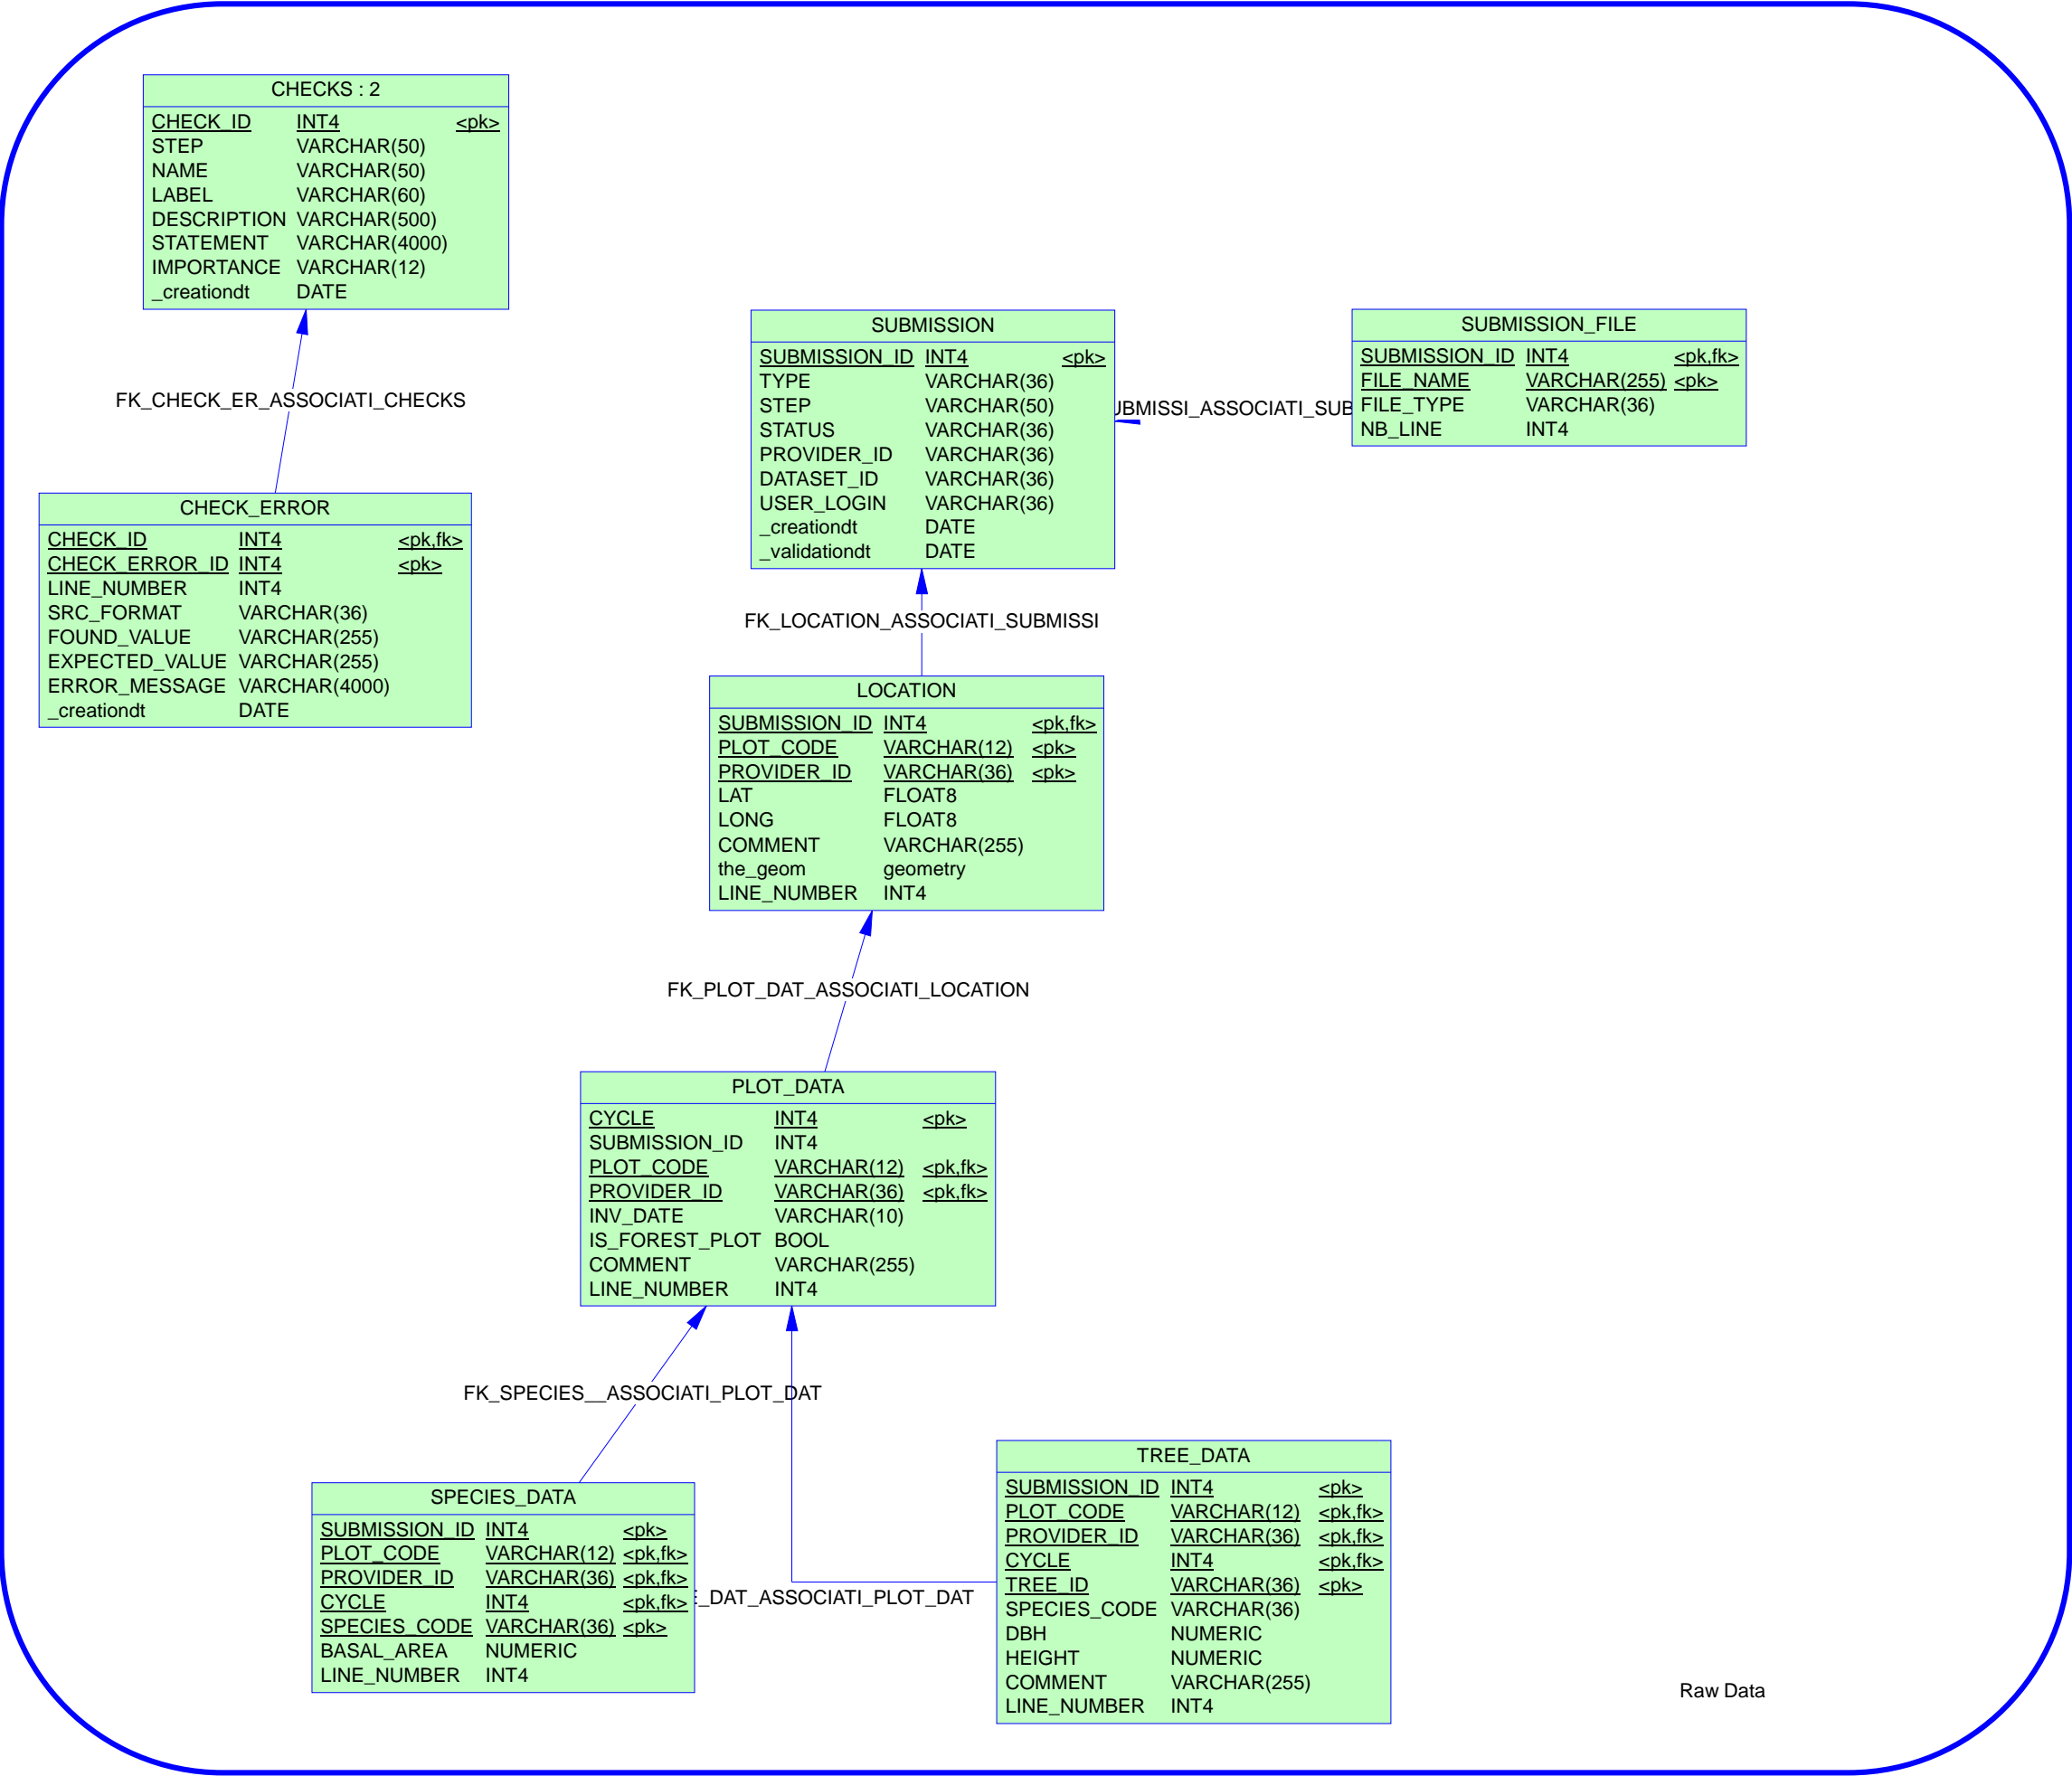 CHECKS : 2
CHECK_ID INT4 <pk>
STEP VARCHAR(50)
NAME VARCHAR(50)
LABEL VARCHAR(60)
DESCRIPTION VARCHAR(500)
STATEMENT VARCHAR(4000)
IMPORTANCE VARCHAR(12)
_creationdt DATE
FK_CHECK_ER_ASSOCIATI_CHECKS
CHECK_ERROR
CHECK_ID INT4 <pk,fk>
CHECK_ERROR_ID INT4 <pk>
LINE_NUMBER INT4
SRC_FORMAT VARCHAR(36)
FOUND_VALUE VARCHAR(255)
EXPECTED_VALUE VARCHAR(255)
ERROR_MESSAGE VARCHAR(4000)
_creationdt DATE
SUBMISSION
SUBMISSION_ID INT4 <pk>
TYPE VARCHAR(36)
STEP VARCHAR(50)
STATUS VARCHAR(36)
PROVIDER_ID VARCHAR(36)
DATASET_ID VARCHAR(36)
USER_LOGIN VARCHAR(36)
_creationdt DATE
_validationdt DATE
UBMISSI_ASSOCIATI_SUB
SUBMISSION_FILE
SUBMISSION_ID INT4 <pk,fk>
FILE_NAME VARCHAR(255) <pk>
FILE_TYPE VARCHAR(36)
NB_LINE INT4
FK_LOCATION_ASSOCIATI_SUBMISSI
LOCATION
SUBMISSION_ID INT4 <pk,fk>
PLOT_CODE VARCHAR(12) <pk>
PROVIDER_ID VARCHAR(36) <pk>
LAT FLOAT8
LONG FLOAT8
COMMENT VARCHAR(255)
the_geom geometry
LINE_NUMBER INT4
FK_PLOT_DAT_ASSOCIATI_LOCATION
PLOT_DATA
CYCLE INT4 <pk>
SUBMISSION_ID INT4
PLOT_CODE VARCHAR(12) <pk,fk>
PROVIDER_ID VARCHAR(36) <pk,fk>
INV_DATE VARCHAR(10)
IS_FOREST_PLOT BOOL
COMMENT VARCHAR(255)
LINE_NUMBER INT4
FK_SPECIES__ASSOCIATI_PLOT_DAT
SPECIES_DATA
SUBMISSION_ID INT4 <pk>
PLOT_CODE VARCHAR(12) <pk,fk>
PROVIDER_ID VARCHAR(36) <pk,fk>
CYCLE INT4 <pk,fk>
SPECIES_CODE VARCHAR(36) <pk>
BASAL_AREA NUMERIC
LINE_NUMBER INT4
E_DAT_ASSOCIATI_PLOT_DAT
TREE_DATA
SUBMISSION_ID INT4 <pk>
PLOT_CODE VARCHAR(12) <pk,fk>
PROVIDER_ID VARCHAR(36) <pk,fk>
CYCLE INT4 <pk,fk>
TREE_ID VARCHAR(36) <pk>
SPECIES_CODE VARCHAR(36)
DBH NUMERIC
HEIGHT NUMERIC
COMMENT VARCHAR(255)
LINE_NUMBER INT4
Raw Data